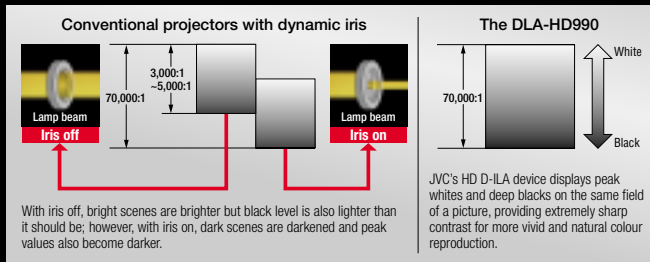 Conventional projectors with dynamic iris
Lamp beam
Iris off
70,000:1
3,000:1
~5,000:1
Lamp beam
Iris on
With iris off, bright scenes are brighter but black level is also lighter than
it should be; however, with iris on, dark scenes are darkened and peak
values also become darker.
The DLA-HD990
70,000:1
White
Black
JVC's HD D-ILA device displays peak
whites and deep blacks on the same field
of a picture, providing extremely sharp
contrast for more vivid and natural colour
reproduction.